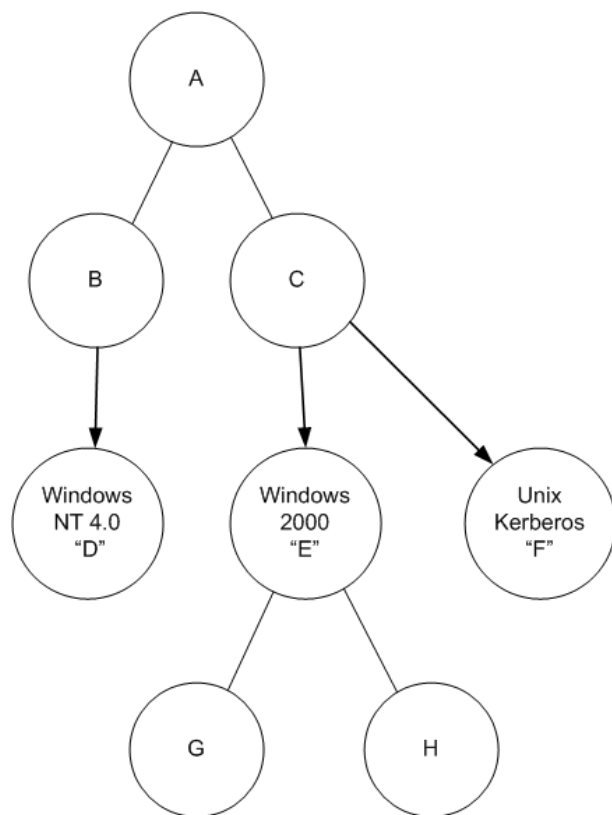 A
B
C
Windows
NT 4.0
“D”
Windows
2000
“E”
Unix
Kerberos
“F”
G
H